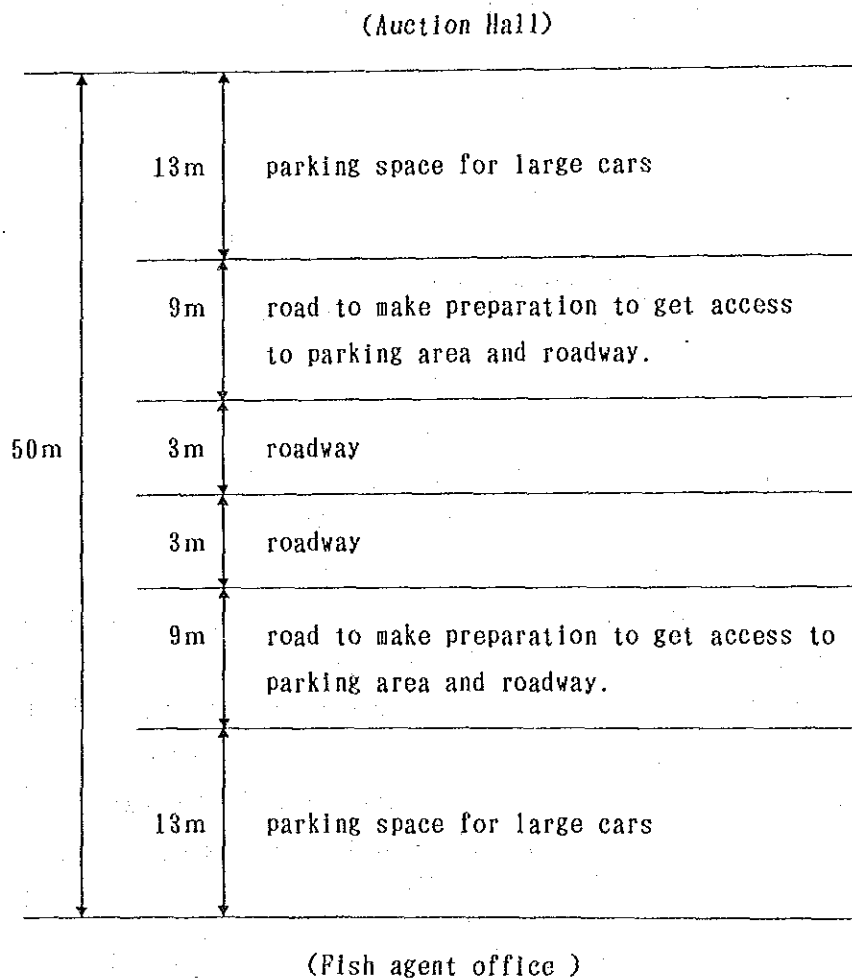 (Auction Hall)
13m parking space for large cars
9m road to make preparation to get access
to parking area and roadway.
50m 3m roadway
3m roadway
9m road to make preparation to get access to
parking area and roadway.
13m parking space for large cars
(Fish agent office )